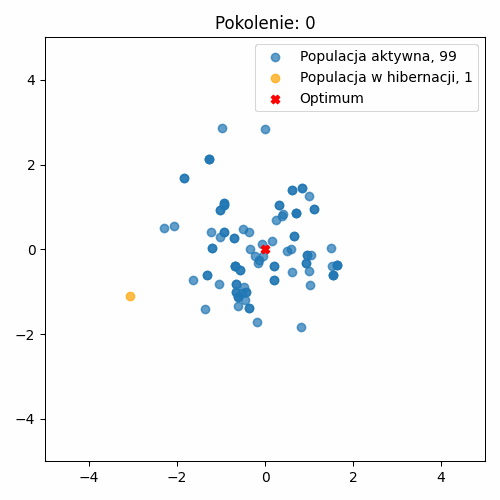 Pokolenie: 0
Populacja aktywna, 99
Populacja w hibernacji, 1
Optimum
4
2
0
−2
−4
−4
−2
0
2
4